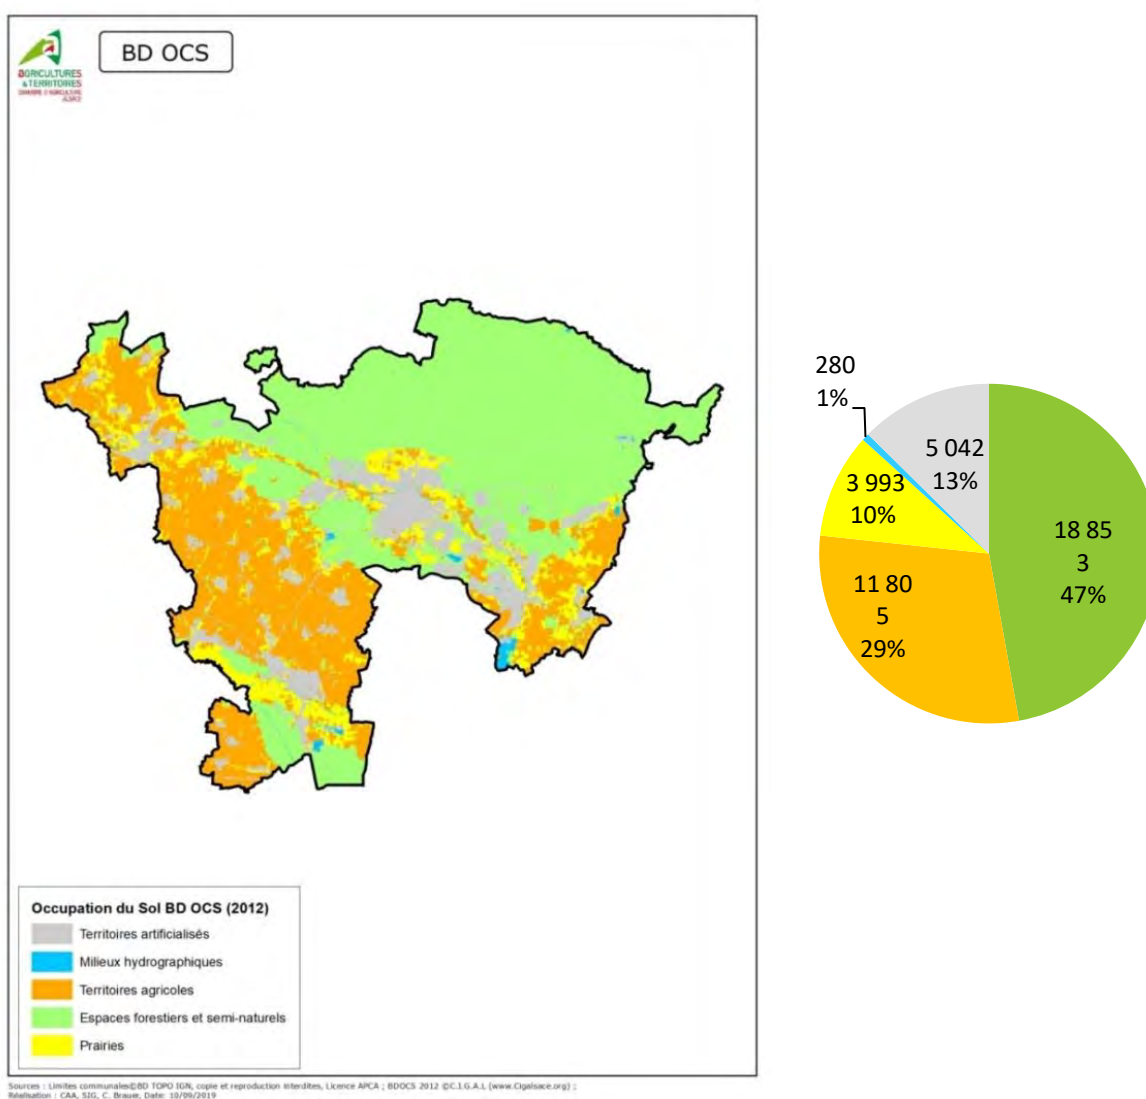 AGRICULTURES
& TERRITOIRES
CHAMBRE D'AGRICULTURE
ALSACE
BD OCS
280
1%
5 042
13%
3 993
10%
18 85
3
47%
11 80
5
29%
Occupation du Sol BD OCS (2012)
Territoires artificialisés
Milieux hydrographiques
Territoires agricoles
Espaces forestiers et semi-naturels
Prairies
Sources : Limites communales©BD TOPO IGN, copie et reproduction interdites, Licence APCA ; BDOCS 2012 ©C.I.G.A.L (www.Cigalsace.org) ;
Réalisation : CAA, SIG, C. Brauer, Date: 10/09/2019